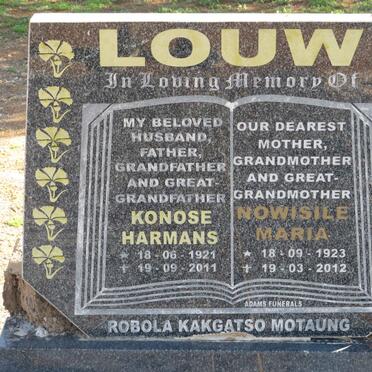 LOUW
In Loving Memory Of
MY BELOVED
HUSBAND,
FATHER,
GRANDFATHER
AND GREAT-
GRANDFATHER
KONOSE
HARMANS
★ 18 - 06 - 1921
✝ 19 - 09 - 2011
OUR DEAREST
MOTHER,
GRANDMOTHER
AND GREAT-
GRANDMOTHER
NOWISILE
MARIA
★ 18 - 09 - 1923
✝ 19 - 03 - 2012
ADAMS FUNERALS
ROBOLA KAKGATSO MOTAUNG